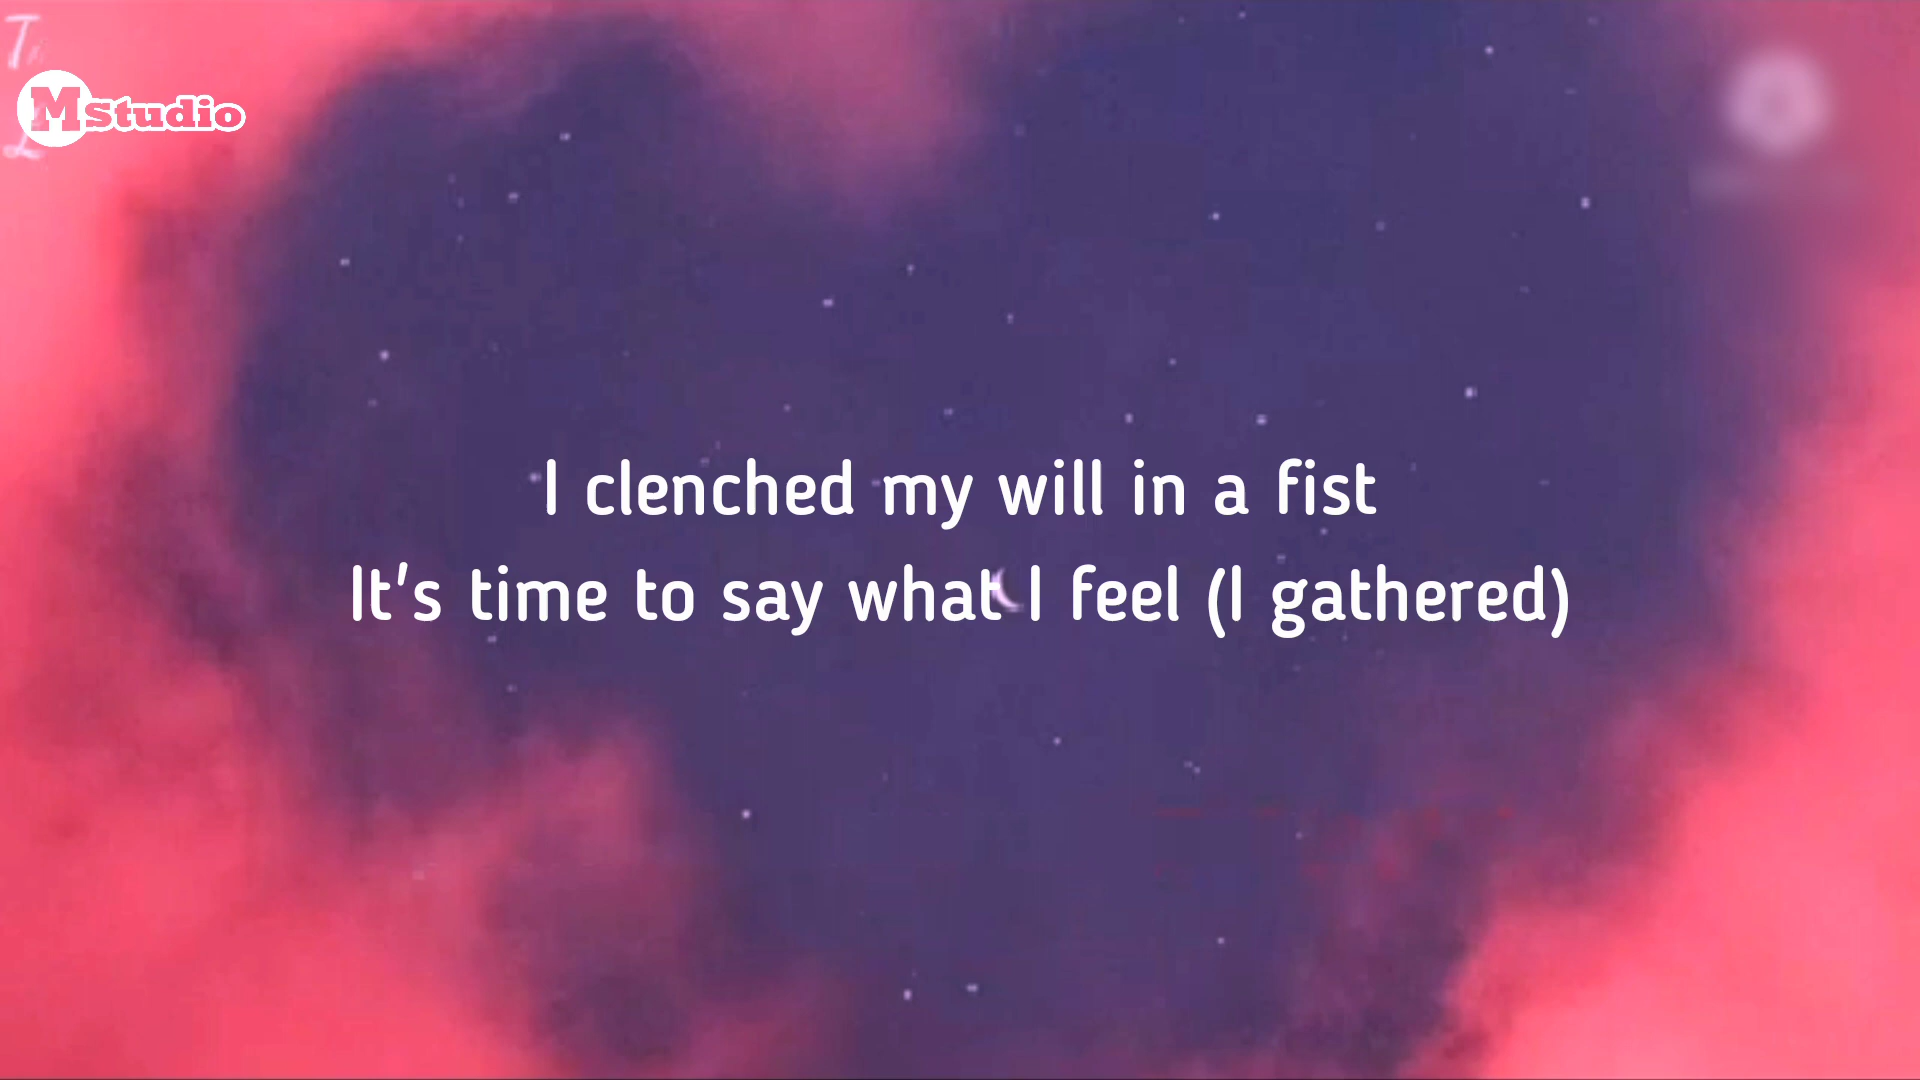 Mstudio
I clenched my will in a fist
It's time to say what I feel (I gathered)